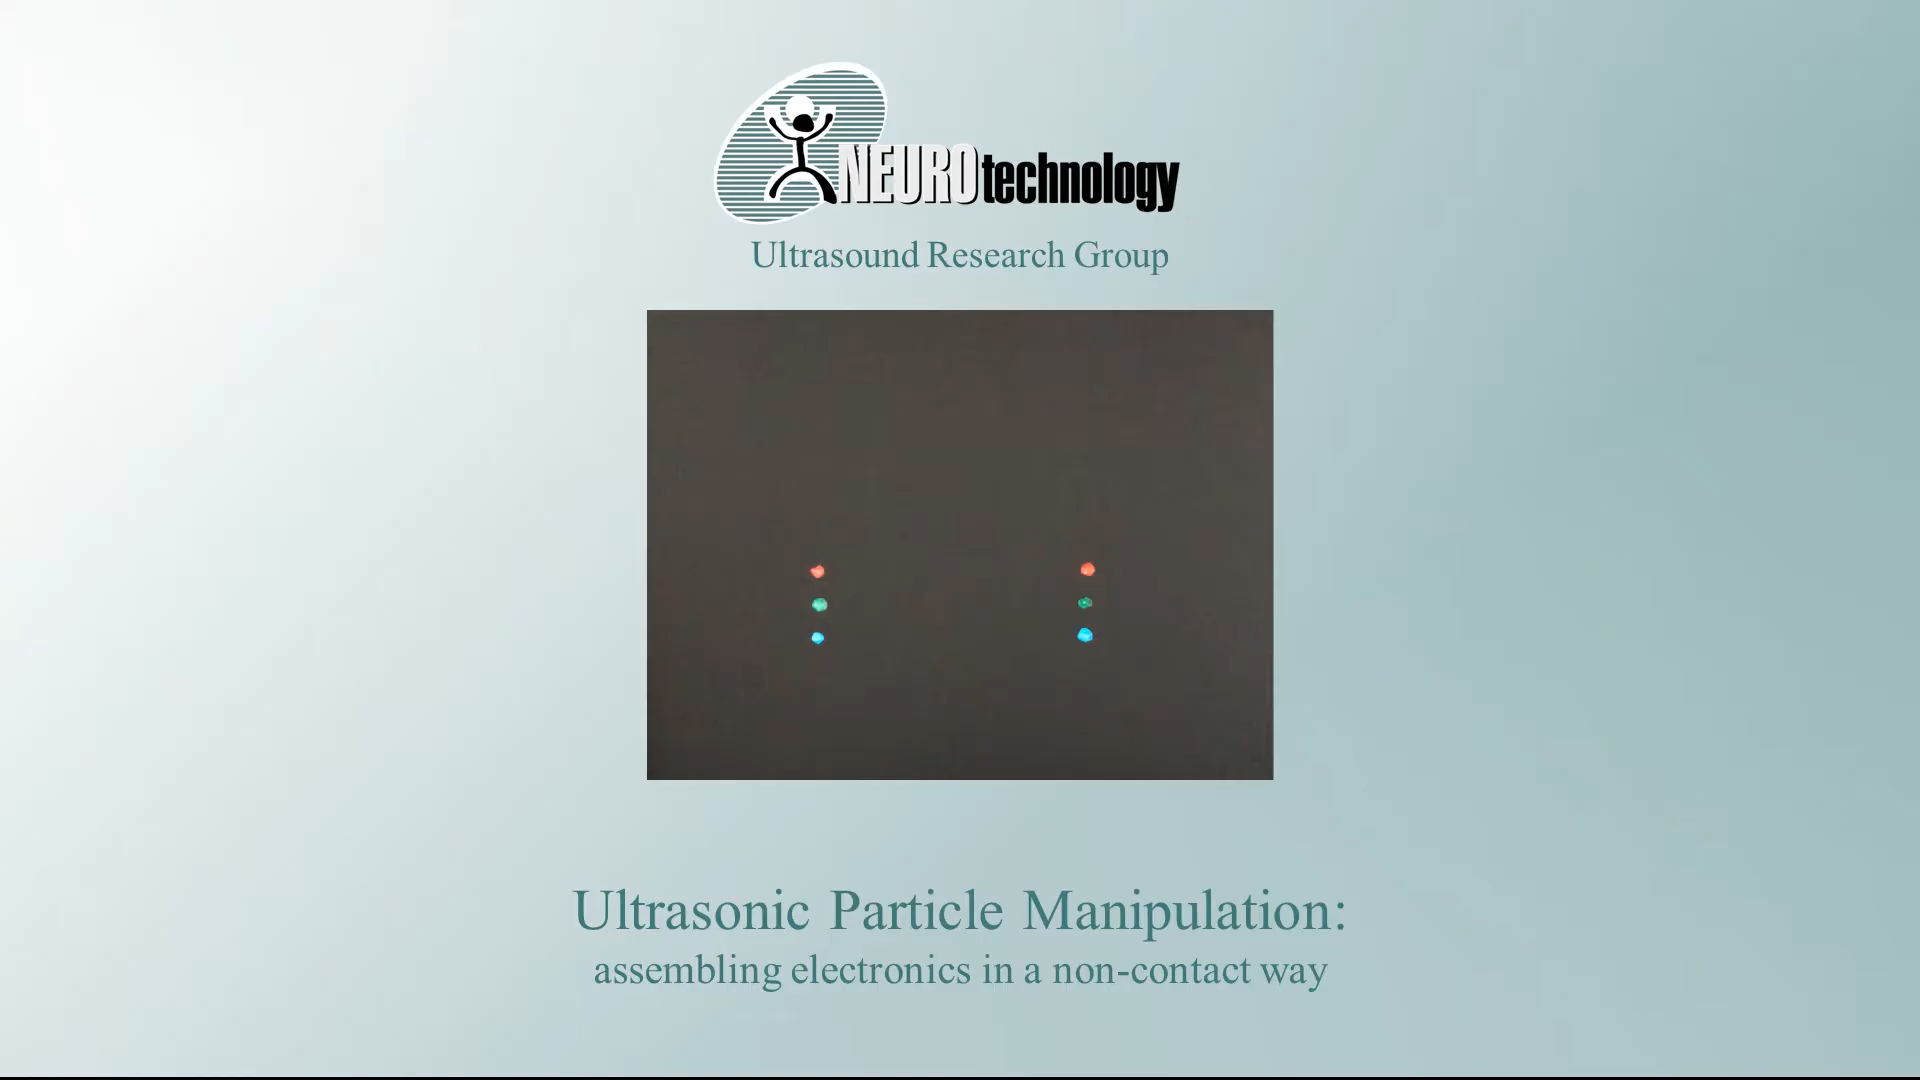 NEUROtechnology
Ultrasound Research Group
Ultrasonic Particle Manipulation:
assembling electronics in a non-contact way